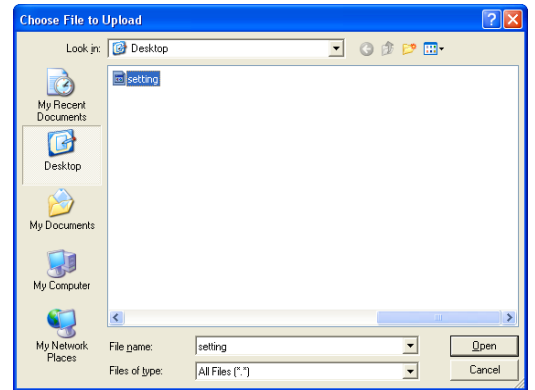 Choose File to Upload
Look in: Desktop
setting
My Recent
Documents
Desktop
My Documents
My Computer
My Network
Places
File name: setting Open
Files of type: All Files (*.*) Cancel